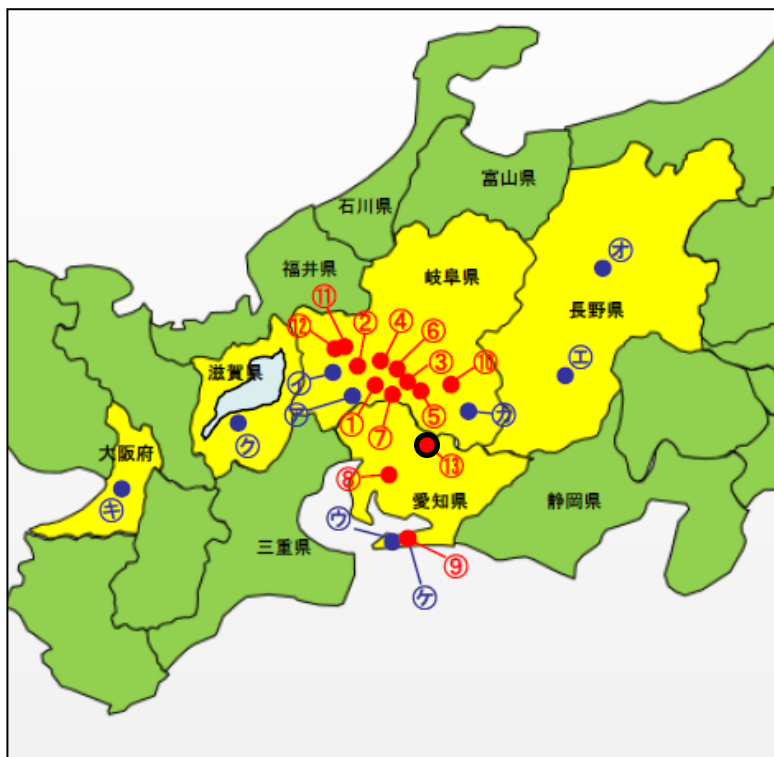 富山県
石川県
岐阜県
福井県
長野県
滋賀県
大阪府
愛知県
静岡県
三重県
⑪
⑫
②
④
⑥
③
⑩
①
⑦
⑤
⑧
⑬
⑨
㋔
㋓
㋑
㋐
㋕
㋗
㋖
㋒
㋘